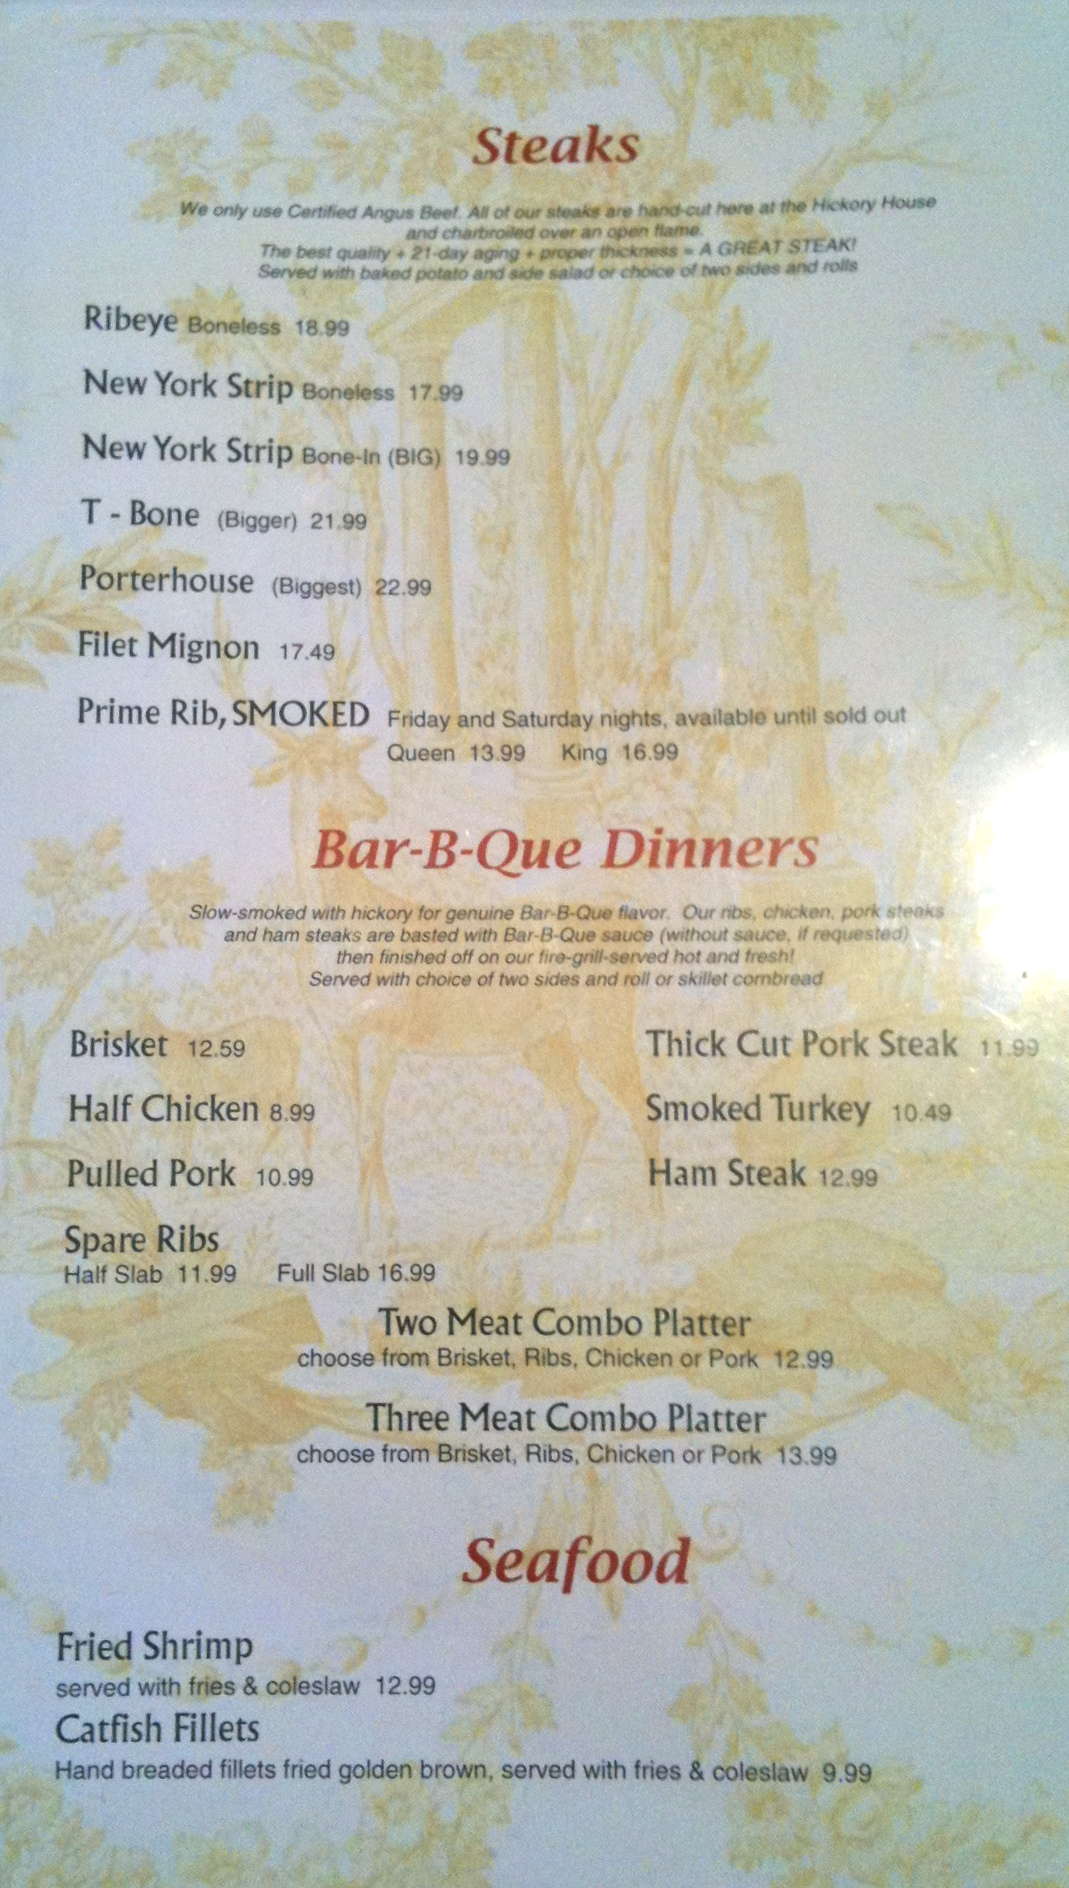 Steaks
We only use Certified Angus Beef. All of our steaks are hand-cut here at the Hickory House
and charbroiled over an open flame.
The best quality + 21-day aging + proper thickness = A GREAT STEAK!
Served with baked potato and side salad or choice of two sides and rolls
Ribeye Boneless 18.99
New York Strip Boneless 17.99
New York Strip Bone-In (BIG) 19.99
T - Bone (Bigger) 21.99
Porterhouse (Biggest) 22.99
Filet Mignon 17.49
Prime Rib, SMOKED Friday and Saturday nights, available until sold out
Queen 13.99 King 16.99
Bar-B-Que Dinners
Slow-smoked with hickory for genuine Bar-B-Que flavor. Our ribs, chicken, pork steaks
and ham steaks are basted with Bar-B-Que sauce (without sauce, if requested)
then finished off on our fire-grill-served hot and fresh!
Served with choice of two sides and roll or skillet cornbread
Brisket 12.59
Half Chicken 8.99
Pulled Pork 10.99
Spare Ribs
Half Slab 11.99 Full Slab 16.99
Thick Cut Pork Steak 11.99
Smoked Turkey 10.49
Ham Steak 12.99
Two Meat Combo Platter
choose from Brisket, Ribs, Chicken or Pork 12.99
Three Meat Combo Platter
choose from Brisket, Ribs, Chicken or Pork 13.99
Seafood
Fried Shrimp
served with fries & coleslaw 12.99
Catfish Fillets
Hand breaded fillets fried golden brown, served with fries & coleslaw 9.99